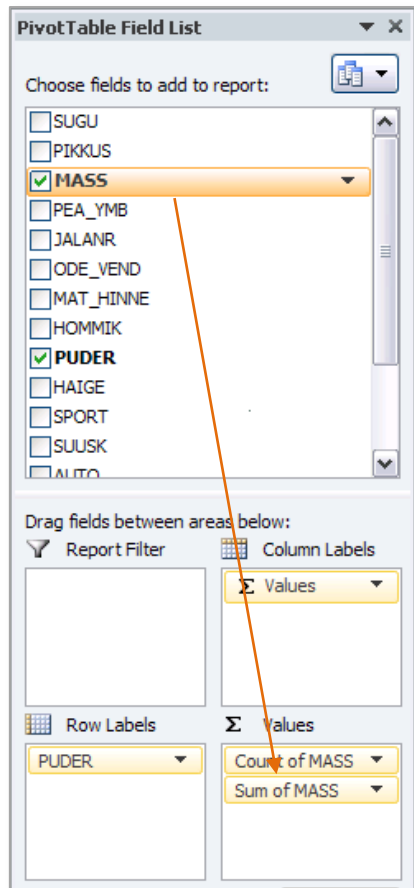 PivotTable Field List
Choose fields to add to report:
SUGU
PIKKUS
MASS
PEA_YMB
JALANR
ODE_VEND
MAT_HINNE
HOMMIK
PUDER
HAIGE
SPORT
SUUSK
AUTO
Drag fields between areas below:
Report Filter Column Labels
Σ Values
Row Labels Σ Values
PUDER Count of MASS
Sum of MASS